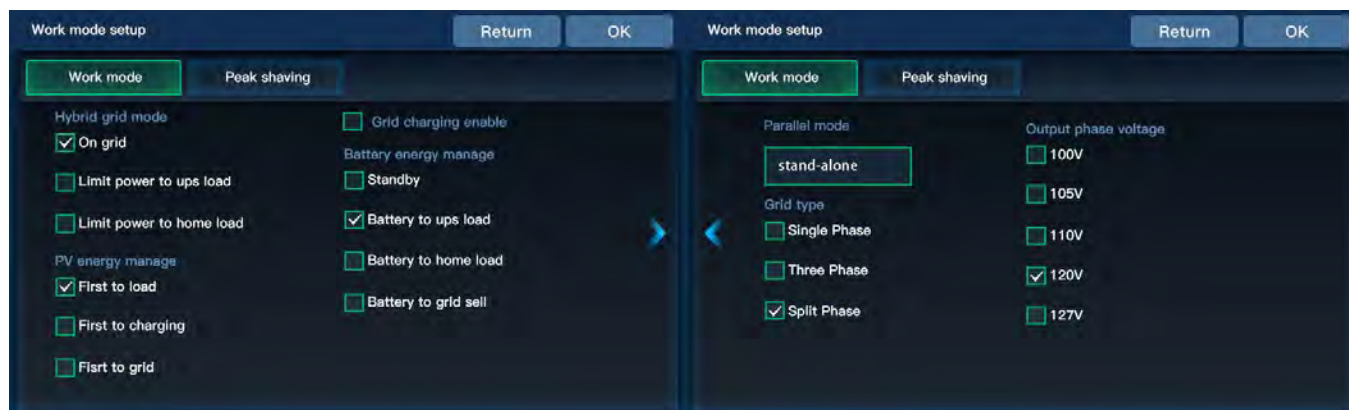 Work mode setup
Return
OK
Work mode
Peak shaving
Hybrid grid mode
On grid
Limit power to ups load
Limit power to home load
PV energy manage
First to load
First to charging
Fisrt to grid
Grid charging enable
Battery energy manage
Standby
Battery to ups load
Battery to home load
Battery to grid sell
Work mode setup
Return
OK
Work mode
Peak shaving
Parallel mode
stand-alone
Grid type
Single Phase
Three Phase
Split Phase
Output phase voltage
100V
105V
110V
120V
127V